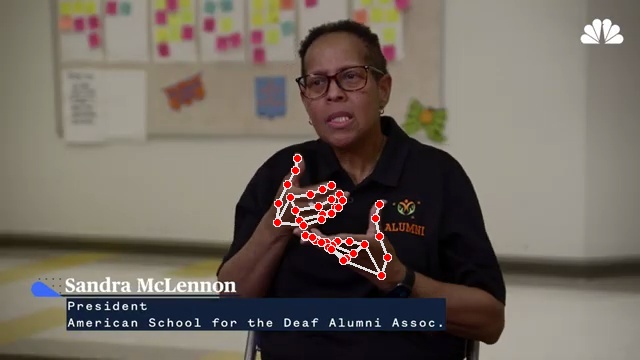 ALUMNI
Sandra McLennon
President
American School for the Deaf Alumni Assoc.